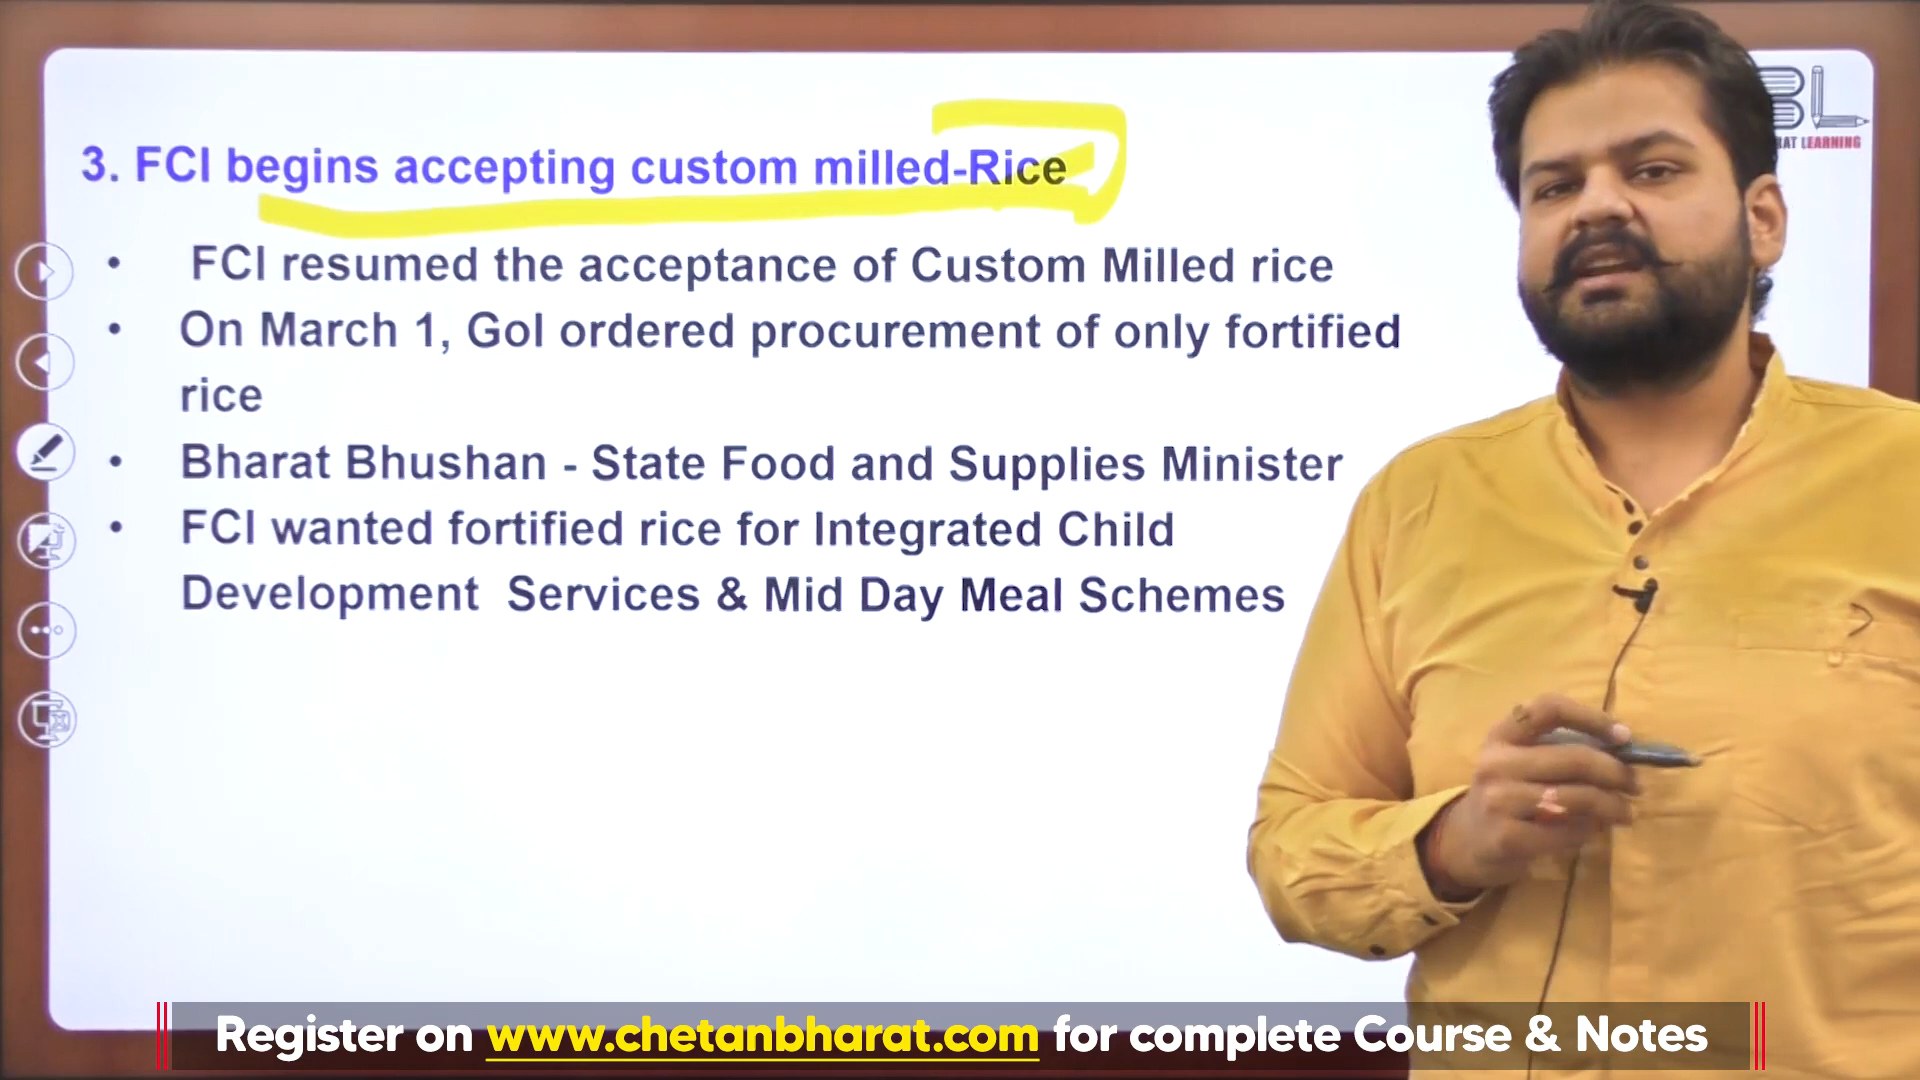 3. FCI begins accepting custom milled-Rice
• FCI resumed the acceptance of Custom Milled rice
• On March 1, GoI ordered procurement of only fortified
rice
• Bharat Bhushan - State Food and Supplies Minister
• FCI wanted fortified rice for Integrated Child
Development Services & Mid Day Meal Schemes
BL
LEARNING
Register on www.chetanbharat.com for complete Course & Notes